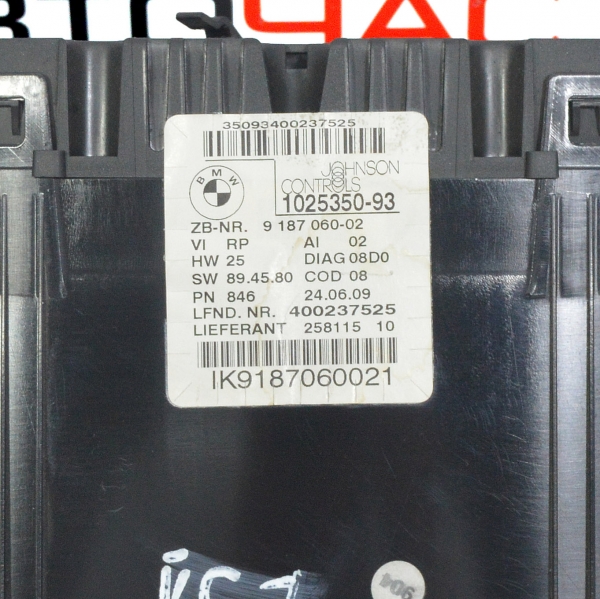 35093400237525
BMW
JOHNSON
CONTROLS
1025350-93
ZB-NR. 9 187 060-02
VI RP AI 02
HW 25 DIAG 08D0
SW 89.45.80 COD 08
PN 846 24.06.09
LFND. NR. 400237525
LIEFERANT 258115 10
IK9187060021
904